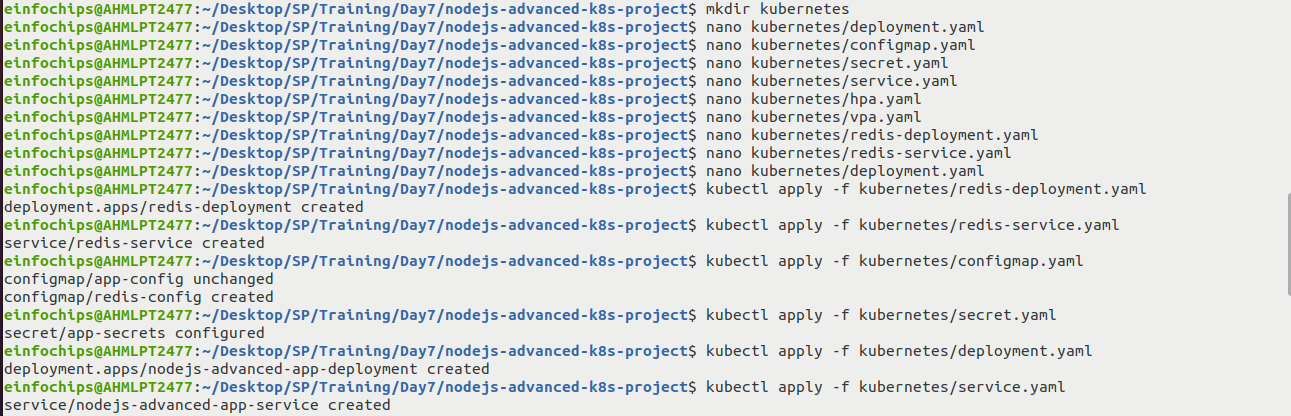 einfochips@AHMLPT2477:~/Desktop/SP/Training/Day7/nodejs-advanced-k8s-project$ mkdir kubernetes
einfochips@AHMLPT2477:~/Desktop/SP/Training/Day7/nodejs-advanced-k8s-project$ nano kubernetes/deployment.yaml
einfochips@AHMLPT2477:~/Desktop/SP/Training/Day7/nodejs-advanced-k8s-project$ nano kubernetes/configmap.yaml
einfochips@AHMLPT2477:~/Desktop/SP/Training/Day7/nodejs-advanced-k8s-project$ nano kubernetes/secret.yaml
einfochips@AHMLPT2477:~/Desktop/SP/Training/Day7/nodejs-advanced-k8s-project$ nano kubernetes/service.yaml
einfochips@AHMLPT2477:~/Desktop/SP/Training/Day7/nodejs-advanced-k8s-project$ nano kubernetes/hpa.yaml
einfochips@AHMLPT2477:~/Desktop/SP/Training/Day7/nodejs-advanced-k8s-project$ nano kubernetes/vpa.yaml
einfochips@AHMLPT2477:~/Desktop/SP/Training/Day7/nodejs-advanced-k8s-project$ nano kubernetes/redis-deployment.yaml
einfochips@AHMLPT2477:~/Desktop/SP/Training/Day7/nodejs-advanced-k8s-project$ nano kubernetes/redis-service.yaml
einfochips@AHMLPT2477:~/Desktop/SP/Training/Day7/nodejs-advanced-k8s-project$ nano kubernetes/deployment.yaml
einfochips@AHMLPT2477:~/Desktop/SP/Training/Day7/nodejs-advanced-k8s-project$ kubectl apply -f kubernetes/redis-deployment.yaml
deployment.apps/redis-deployment created
einfochips@AHMLPT2477:~/Desktop/SP/Training/Day7/nodejs-advanced-k8s-project$ kubectl apply -f kubernetes/redis-service.yaml
service/redis-service created
einfochips@AHMLPT2477:~/Desktop/SP/Training/Day7/nodejs-advanced-k8s-project$ kubectl apply -f kubernetes/configmap.yaml
configmap/app-config unchanged
configmap/redis-config created
einfochips@AHMLPT2477:~/Desktop/SP/Training/Day7/nodejs-advanced-k8s-project$ kubectl apply -f kubernetes/secret.yaml
secret/app-secrets configured
einfochips@AHMLPT2477:~/Desktop/SP/Training/Day7/nodejs-advanced-k8s-project$ kubectl apply -f kubernetes/deployment.yaml
deployment.apps/nodejs-advanced-app-deployment created
einfochips@AHMLPT2477:~/Desktop/SP/Training/Day7/nodejs-advanced-k8s-project$ kubectl apply -f kubernetes/service.yaml
service/nodejs-advanced-app-service created